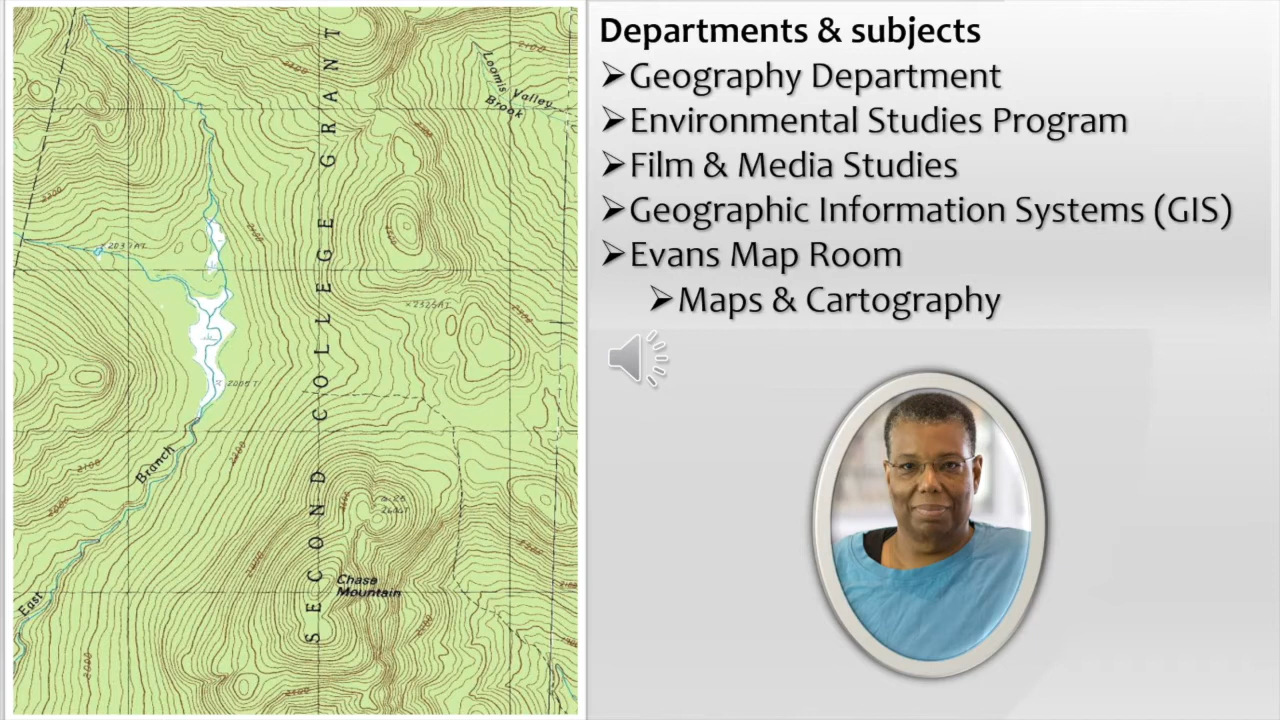 Departments & subjects
➢Geography Department
➢Environmental Studies Program
➢Film & Media Studies
➢Geographic Information Systems (GIS)
➢Evans Map Room
➢Maps & Cartography
Loomis Valley
Brook
SECOND COLLEGE GRANT
East Branch
Chase
Mountain